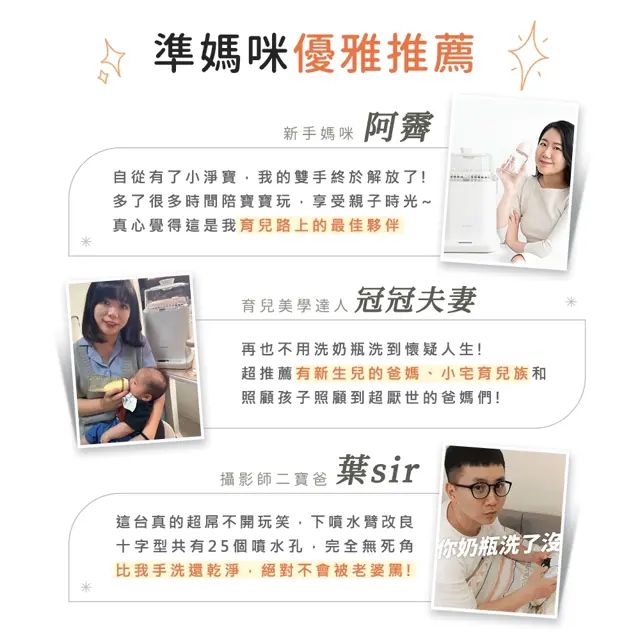 準媽咪優雅推薦
新手媽咪 阿霽
自從有了小淨寶，我的雙手終於解放了!
多了很多時間陪寶寶玩，享受親子時光~
真心覺得這是我育兒路上的最佳夥伴
育兒美學達人 冠冠夫妻
再也不用洗奶瓶洗到懷疑人生!
超推薦有新生兒的爸媽、小宅育兒族和
照顧孩子照顧到超厭世的爸媽們!
攝影師二寶爸 葉sir
這台真的超屌不開玩笑，下噴水臂改良
十字型共有25個噴水孔，完全無死角
比我手洗還乾淨，絕對不會被老婆罵!
你奶瓶洗了沒